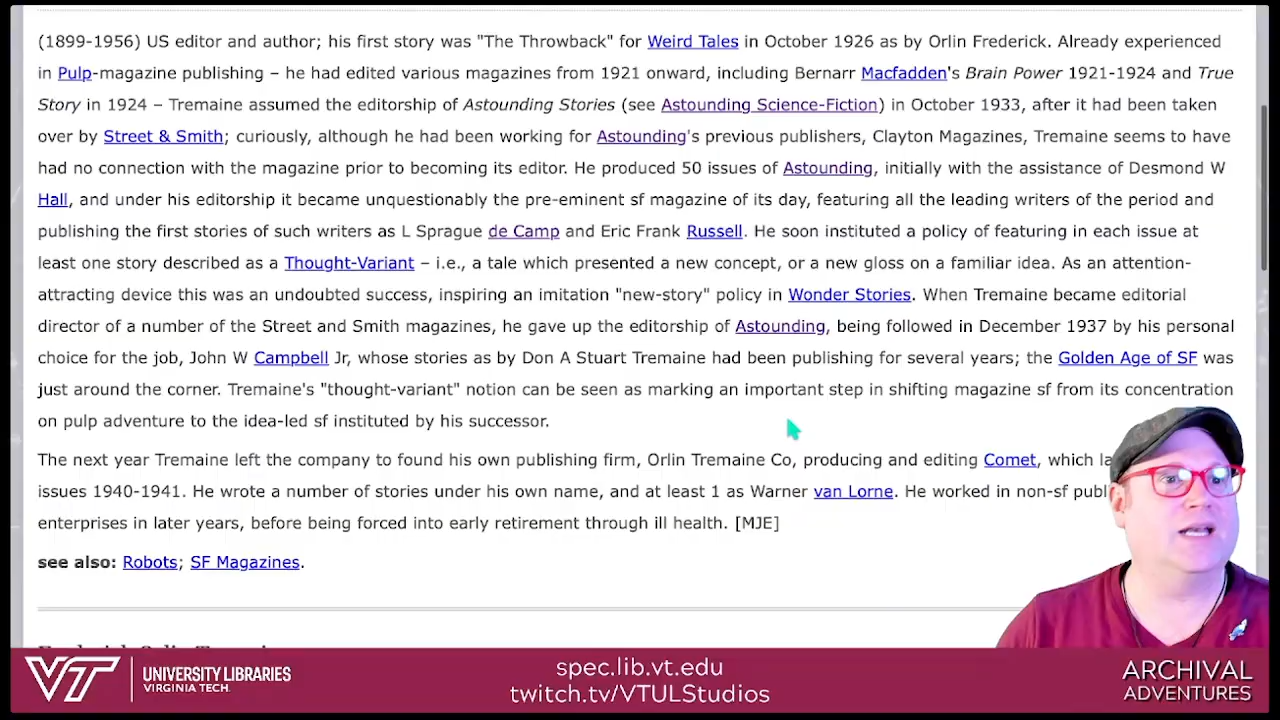 (1899-1956) US editor and author; his first story was "The Throwback" for Weird Tales in October 1926 as by Orlin Frederick. Already experienced
in Pulp-magazine publishing – he had edited various magazines from 1921 onward, including Bernarr Macfadden's Brain Power 1921-1924 and True
Story in 1924 – Tremaine assumed the editorship of Astounding Stories (see Astounding Science-Fiction) in October 1933, after it had been taken
over by Street & Smith; curiously, although he had been working for Astounding's previous publishers, Clayton Magazines, Tremaine seems to have
had no connection with the magazine prior to becoming its editor. He produced 50 issues of Astounding, initially with the assistance of Desmond W
Hall, and under his editorship it became unquestionably the pre-eminent sf magazine of its day, featuring all the leading writers of the period and
publishing the first stories of such writers as L Sprague de Camp and Eric Frank Russell. He soon instituted a policy of featuring in each issue at
least one story described as a Thought-Variant – i.e., a tale which presented a new concept, or a new gloss on a familiar idea. As an attention-
attracting device this was an undoubted success, inspiring an imitation "new-story" policy in Wonder Stories. When Tremaine became editorial
director of a number of the Street and Smith magazines, he gave up the editorship of Astounding, being followed in December 1937 by his personal
choice for the job, John W Campbell Jr, whose stories as by Don A Stuart Tremaine had been publishing for several years; the Golden Age of SF was
just around the corner. Tremaine's "thought-variant" notion can be seen as marking an important step in shifting magazine sf from its concentration
on pulp adventure to the idea-led sf instituted by his successor.
The next year Tremaine left the company to found his own publishing firm, Orlin Tremaine Co, producing and editing Comet, which
issues 1940-1941. He wrote a number of stories under his own name, and at least 1 as Warner van Lorne. He worked in non-sf
enterprises in later years, before being forced into early retirement through ill health. [MJE]
see also: Robots; SF Magazines.
VT UNIVERSITY LIBRARIES
VIRGINIA TECH.
spec.lib.vt.edu
twitch.tv/VTULStudios
ARCHIVAL
ADVENTURES